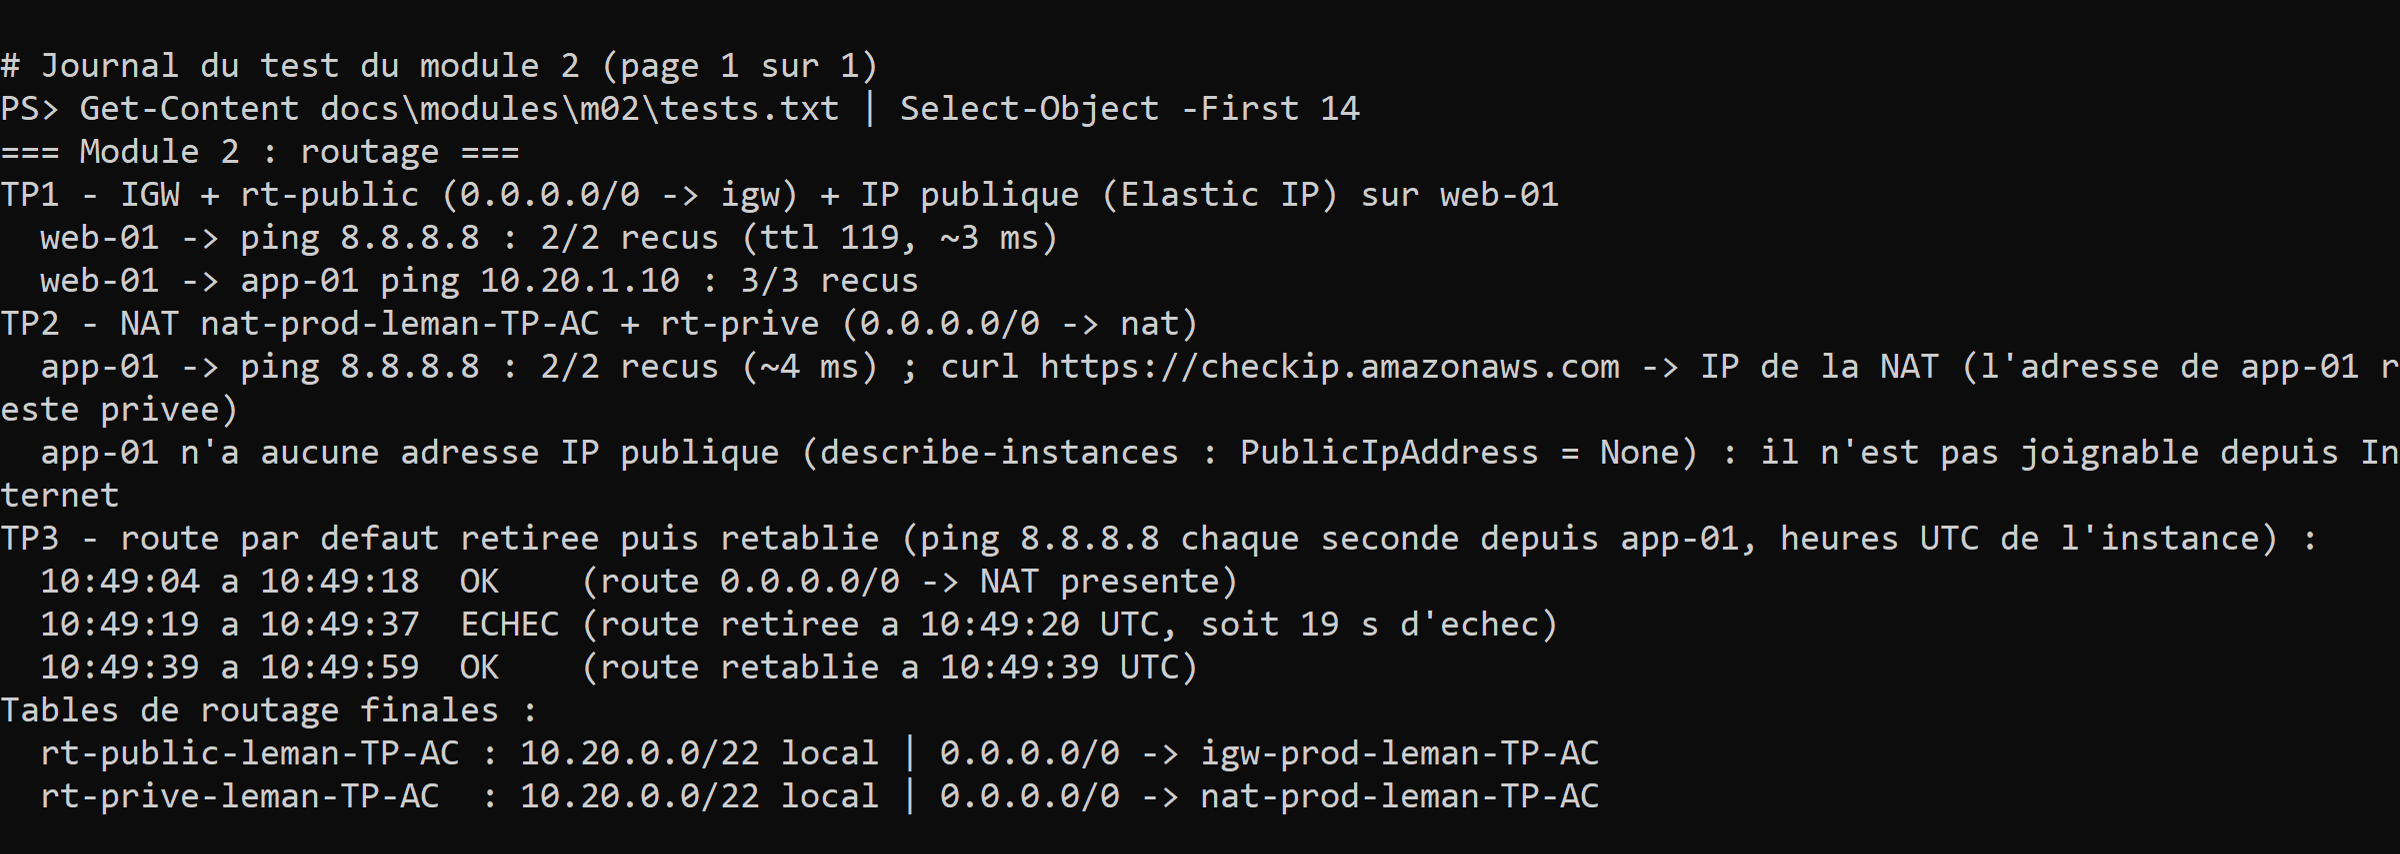 # Journal du test du module 2 (page 1 sur 1)
PS> Get-Content docs\modules\m02\tests.txt | Select-Object -First 14
=== Module 2 : routage ===
TP1 - IGW + rt-public (0.0.0.0/0 -> igw) + IP publique (Elastic IP) sur web-01
  web-01 -> ping 8.8.8.8 : 2/2 recus (ttl 119, ~3 ms)
  web-01 -> app-01 ping 10.20.1.10 : 3/3 recus
TP2 - NAT nat-prod-leman-TP-AC + rt-prive (0.0.0.0/0 -> nat)
  app-01 -> ping 8.8.8.8 : 2/2 recus (~4 ms) ; curl https://checkip.amazonaws.com -> IP de la NAT (l'adresse de app-01 r
este privee)
  app-01 n'a aucune adresse IP publique (describe-instances : PublicIpAddress = None) : il n'est pas joignable depuis In
ternet
TP3 - route par defaut retiree puis retablie (ping 8.8.8.8 chaque seconde depuis app-01, heures UTC de l'instance) :
  10:49:04 a 10:49:18  OK    (route 0.0.0.0/0 -> NAT presente)
  10:49:19 a 10:49:37  ECHEC (route retiree a 10:49:20 UTC, soit 19 s d'echec)
  10:49:39 a 10:49:59  OK    (route retablie a 10:49:39 UTC)
Tables de routage finales :
  rt-public-leman-TP-AC : 10.20.0.0/22 local | 0.0.0.0/0 -> igw-prod-leman-TP-AC
  rt-prive-leman-TP-AC  : 10.20.0.0/22 local | 0.0.0.0/0 -> nat-prod-leman-TP-AC